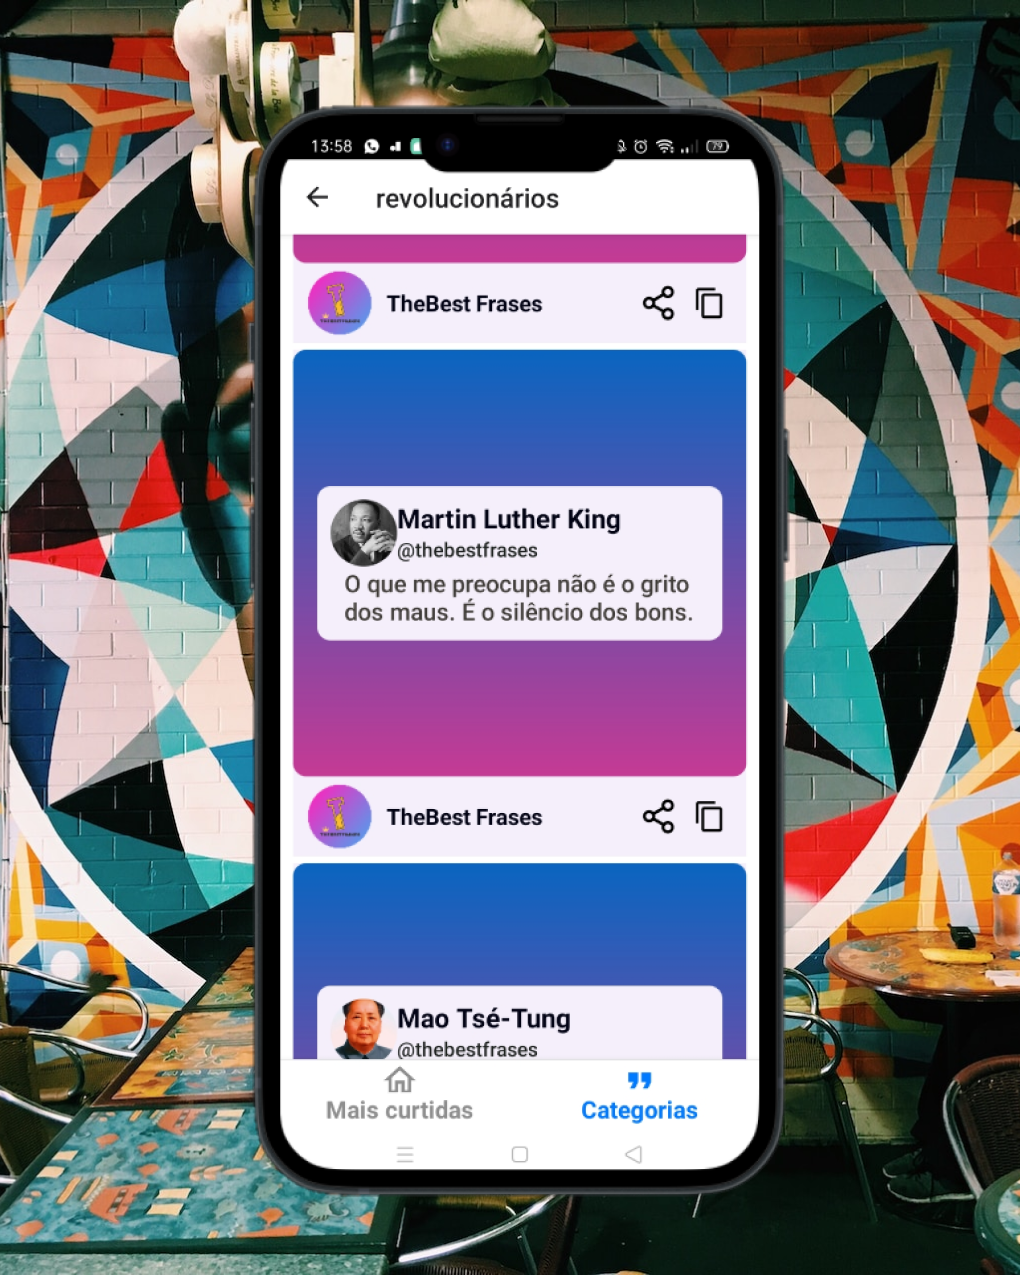 13:58
79
revolucionários
TheBest Frases
Martin Luther King
@thebestfrases
O que me preocupa não é o grito
dos maus. É o silêncio dos bons.
TheBest Frases
Mao Tsé-Tung
@thebestfrases
Mais curtidas
Categorias